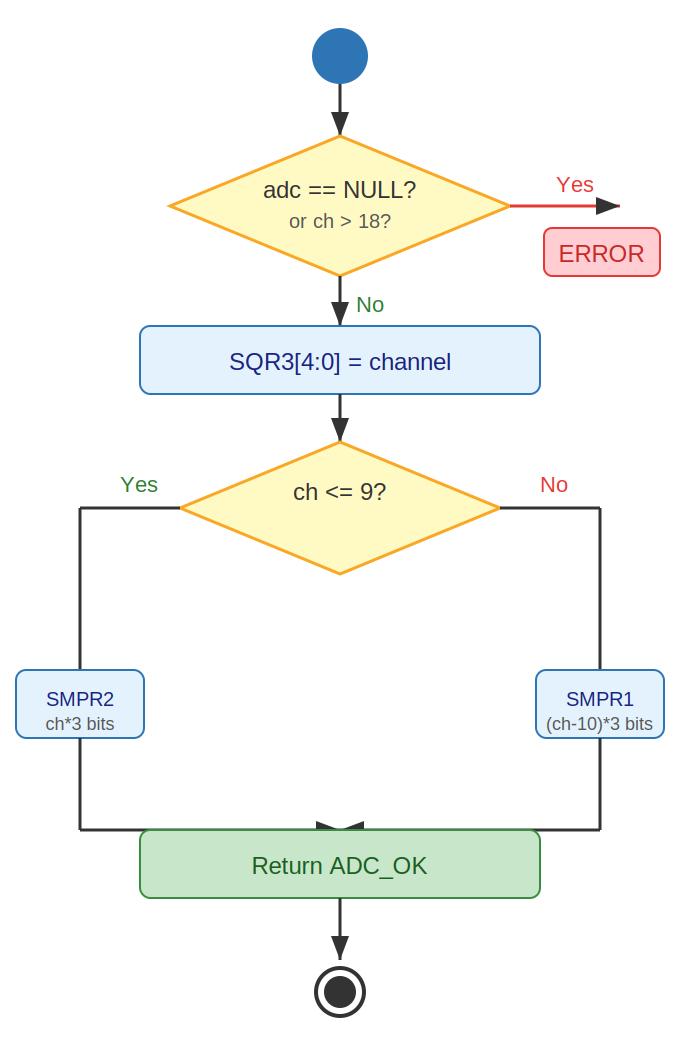 adc == NULL?
or ch > 18?
Yes
ERROR
No
SQR3[4:0] = channel
ch <= 9?
Yes
No
SMPR2
ch*3 bits
SMPR1
(ch-10)*3 bits
Return ADC_OK